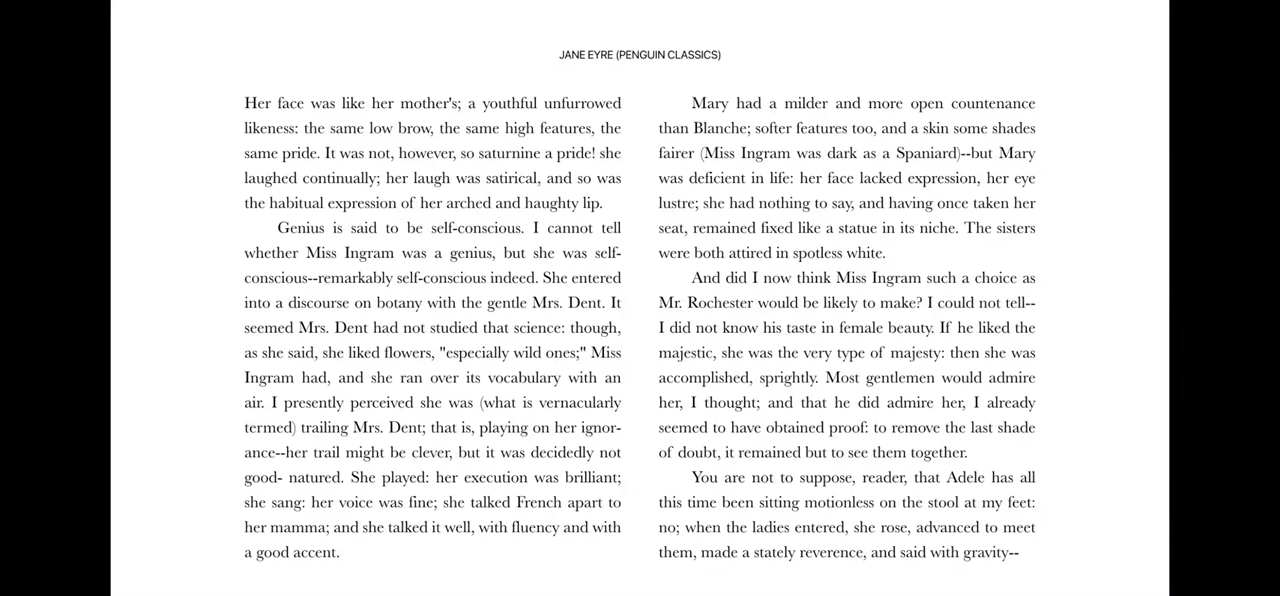 JANE EYRE (PENGUIN CLASSICS)
Her face was like her mother's; a youthful unfurrowed
likeness: the same low brow, the same high features, the
same pride. It was not, however, so saturnine a pride! she
laughed continually; her laugh was satirical, and so was
the habitual expression of her arched and haughty lip.
Genius is said to be self-conscious. I cannot tell
whether Miss Ingram was a genius, but she was self-
conscious--remarkably self-conscious indeed. She entered
into a discourse on botany with the gentle Mrs. Dent. It
seemed Mrs. Dent had not studied that science: though,
as she said, she liked flowers, "especially wild ones;" Miss
Ingram had, and she ran over its vocabulary with an
air. I presently perceived she was (what is vernacularly
termed) trailing Mrs. Dent; that is, playing on her ignor-
ance--her trail might be clever, but it was decidedly not
good- natured. She played: her execution was brilliant;
she sang: her voice was fine; she talked French apart to
her mamma; and she talked it well, with fluency and with
a good accent.
Mary had a milder and more open countenance
than Blanche; softer features too, and a skin some shades
fairer (Miss Ingram was dark as a Spaniard)--but Mary
was deficient in life: her face lacked expression, her eye
lustre; she had nothing to say, and having once taken her
seat, remained fixed like a statue in its niche. The sisters
were both attired in spotless white.
And did I now think Miss Ingram such a choice as
Mr. Rochester would be likely to make? I could not tell--
I did not know his taste in female beauty. If he liked the
majestic, she was the very type of majesty: then she was
accomplished, sprightly. Most gentlemen would admire
her, I thought; and that he did admire her, I already
seemed to have obtained proof: to remove the last shade
of doubt, it remained but to see them together.
You are not to suppose, reader, that Adele has all
this time been sitting motionless on the stool at my feet:
no; when the ladies entered, she rose, advanced to meet
them, made a stately reverence, and said with gravity--